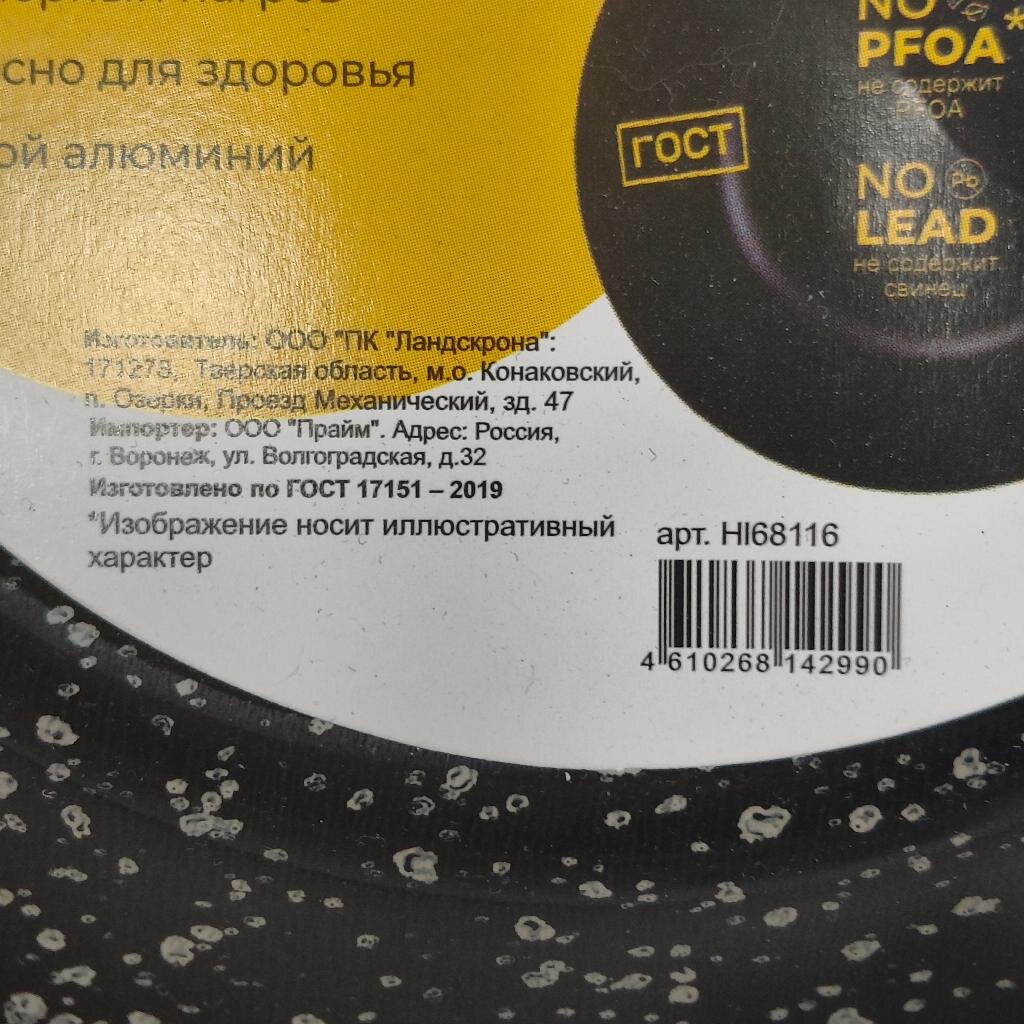 сно для здоровья
ой алюминий
NO
PFOA*
не содержит
PFOA
ГОСТ
NO Pb
LEAD
не содержит
свинец
Изготовитель: ООО "ПК "Ландскрона":
171278, Тверская область, м.о. Конаковский,
п. Озерки, Проезд Механический, зд. 47
Импортер: ООО "Прайм". Адрес: Россия,
г. Воронеж, ул. Волгоградская, д.32
Изготовлено по ГОСТ 17151 – 2019
*Изображение носит иллюстративный
характер
арт. HI68116
4 610268 142990